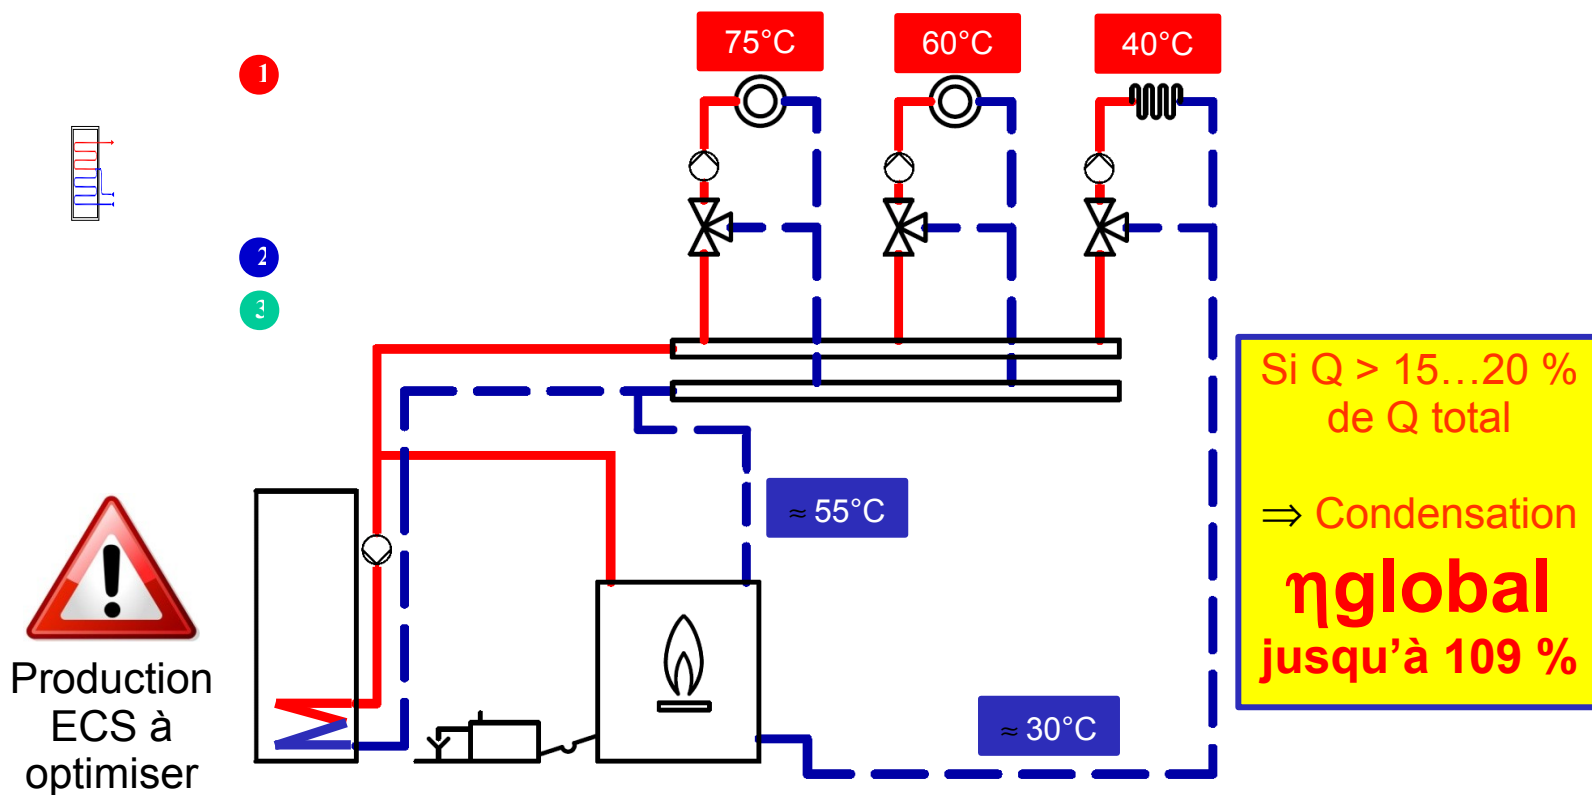 75°C
60°C
40°C
1
2
3
Si Q > 15…20 %
de Q total
⇒ Condensation
ηglobal
jusqu’à 109 %
≈ 55°C
≈ 30°C
Production
ECS à
optimiser